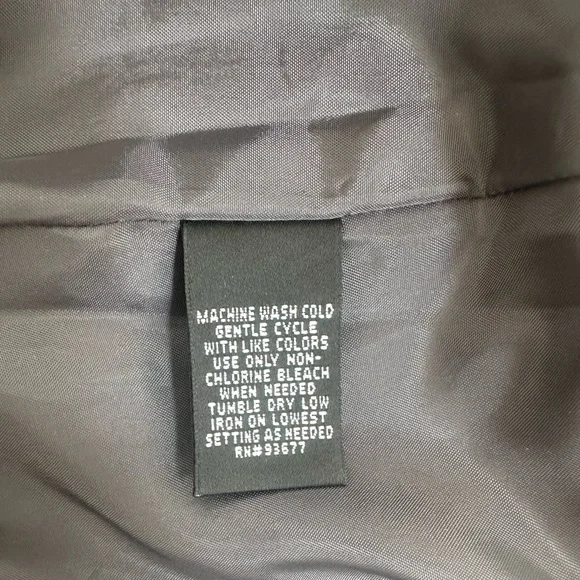 MACHINE WASH COLD
GENTLE CYCLE
WITH LIKE COLORS
USE ONLY NON-
CHLORINE BLEACH
WHEN NEEDED
TUMBLE DRY LOW
IRON ON LOWEST
SETTING AS NEEDED
RN#93677